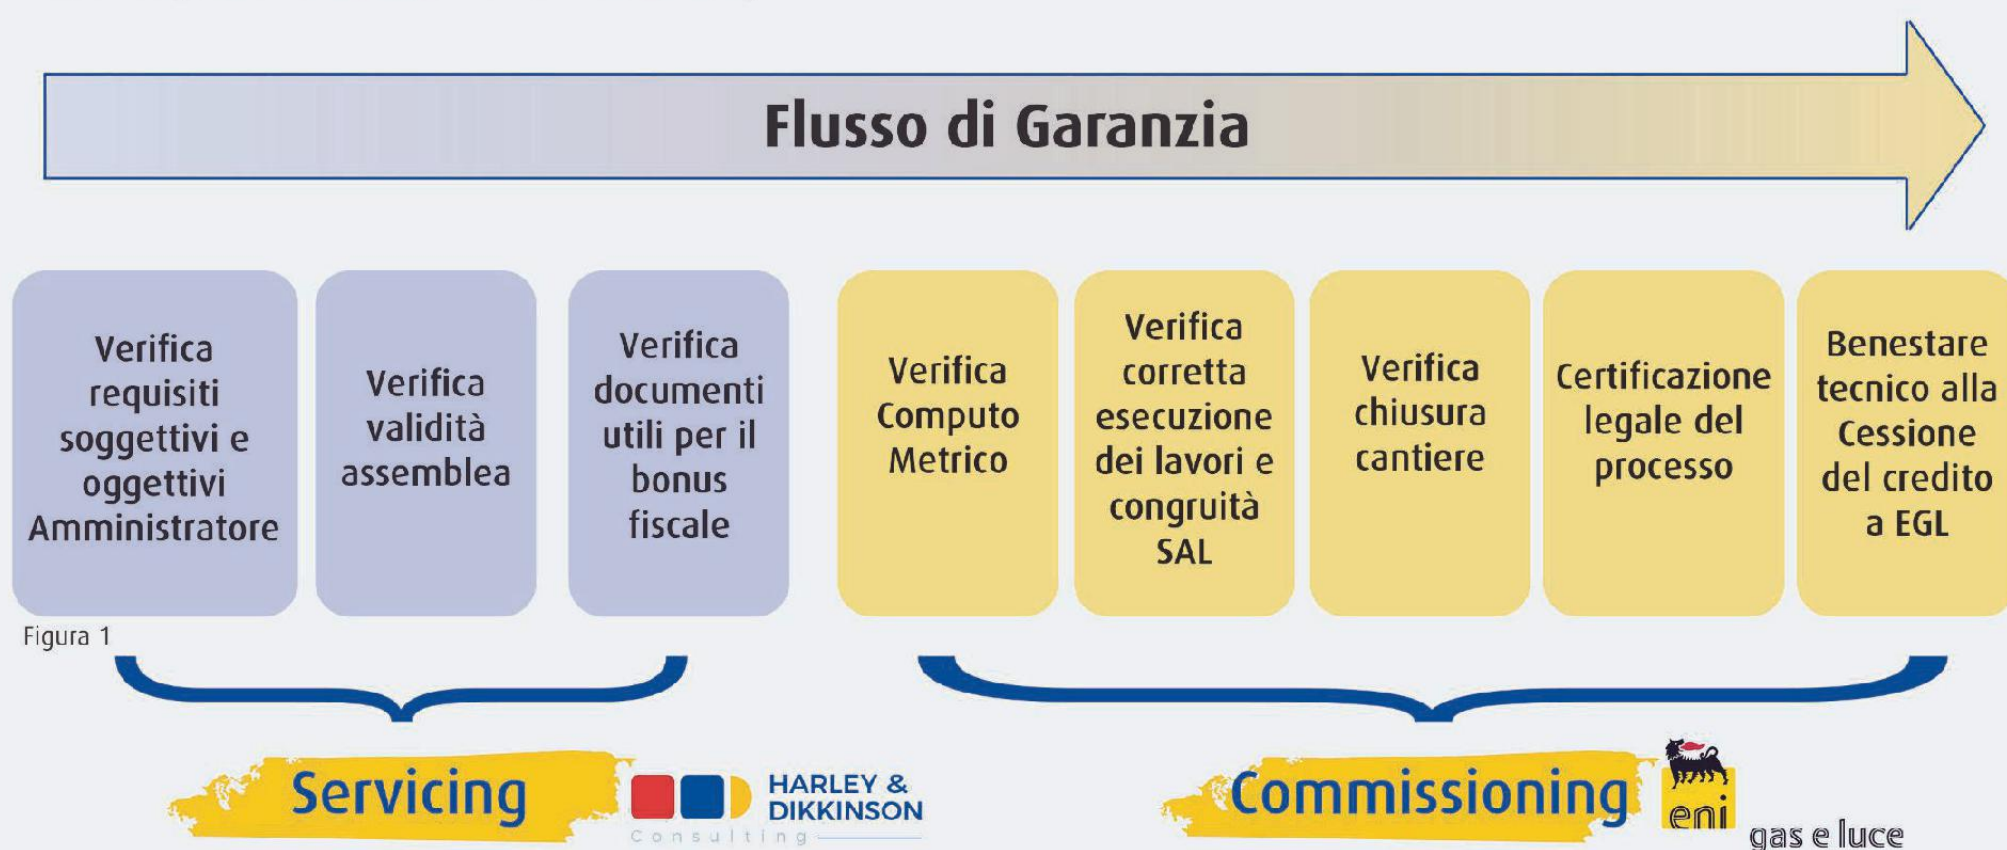 Flusso di Garanzia
Verifica
requisiti
soggettivi e
oggettivi
Amministratore
Verifica
validità
assemblea
Verifica
documenti
utili per il
bonus
fiscale
Verifica
Computo
Metrico
Verifica
corretta
esecuzione
dei lavori e
congruità
SAL
Verifica
chiusura
cantiere
Certificazione
legale del
processo
Benestare
tecnico alla
Cessione
del credito
a EGL
Figura 1
Servicing
HARLEY &
DIKKINSON
Consulting
Commissioning
eni
gas e luce